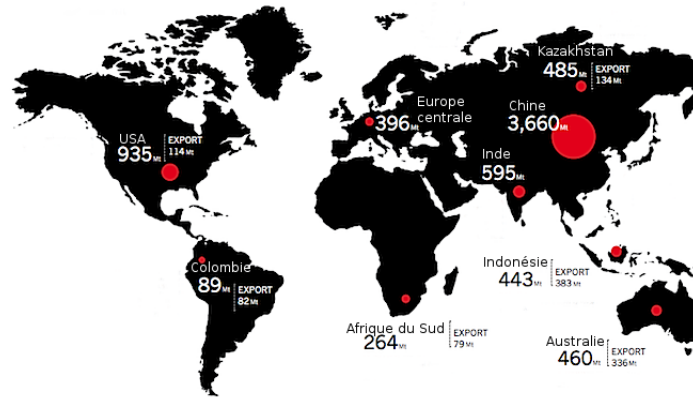 Kazakhstan
485Mt
EXPORT
134Mt
Europe
centrale
396Mt
Chine
3,660Mt
USA
935Mt
EXPORT
114Mt
Inde
595Mt
Colombie
89Mt
EXPORT
82Mt
Indonésie
443Mt
EXPORT
383Mt
Afrique du Sud
264Mt
EXPORT
79Mt
Australie
460Mt
EXPORT
336Mt